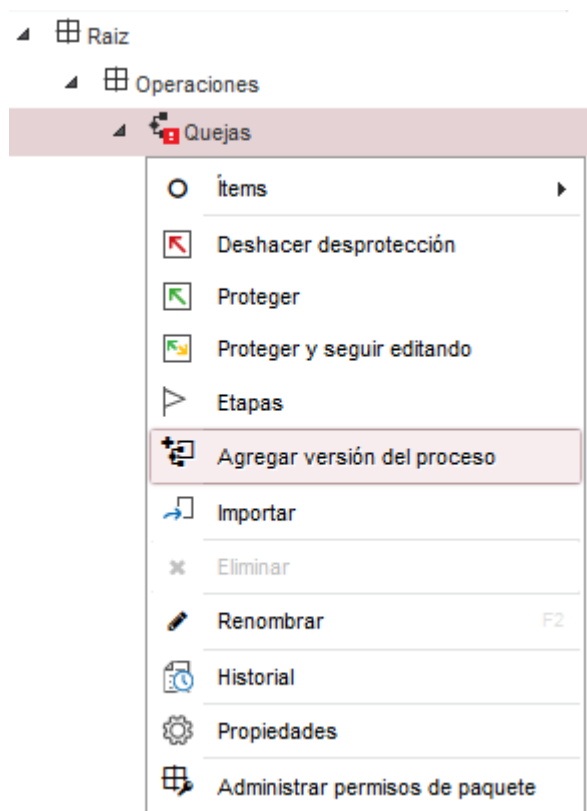 Raiz
Operaciones
Quejas
Ítems
Deshacer desprotección
Proteger
Proteger y seguir editando
Etapas
Agregar versión del proceso
Importar
Eliminar
Renombrar F2
Historial
Propiedades
Administrar permisos de paquete